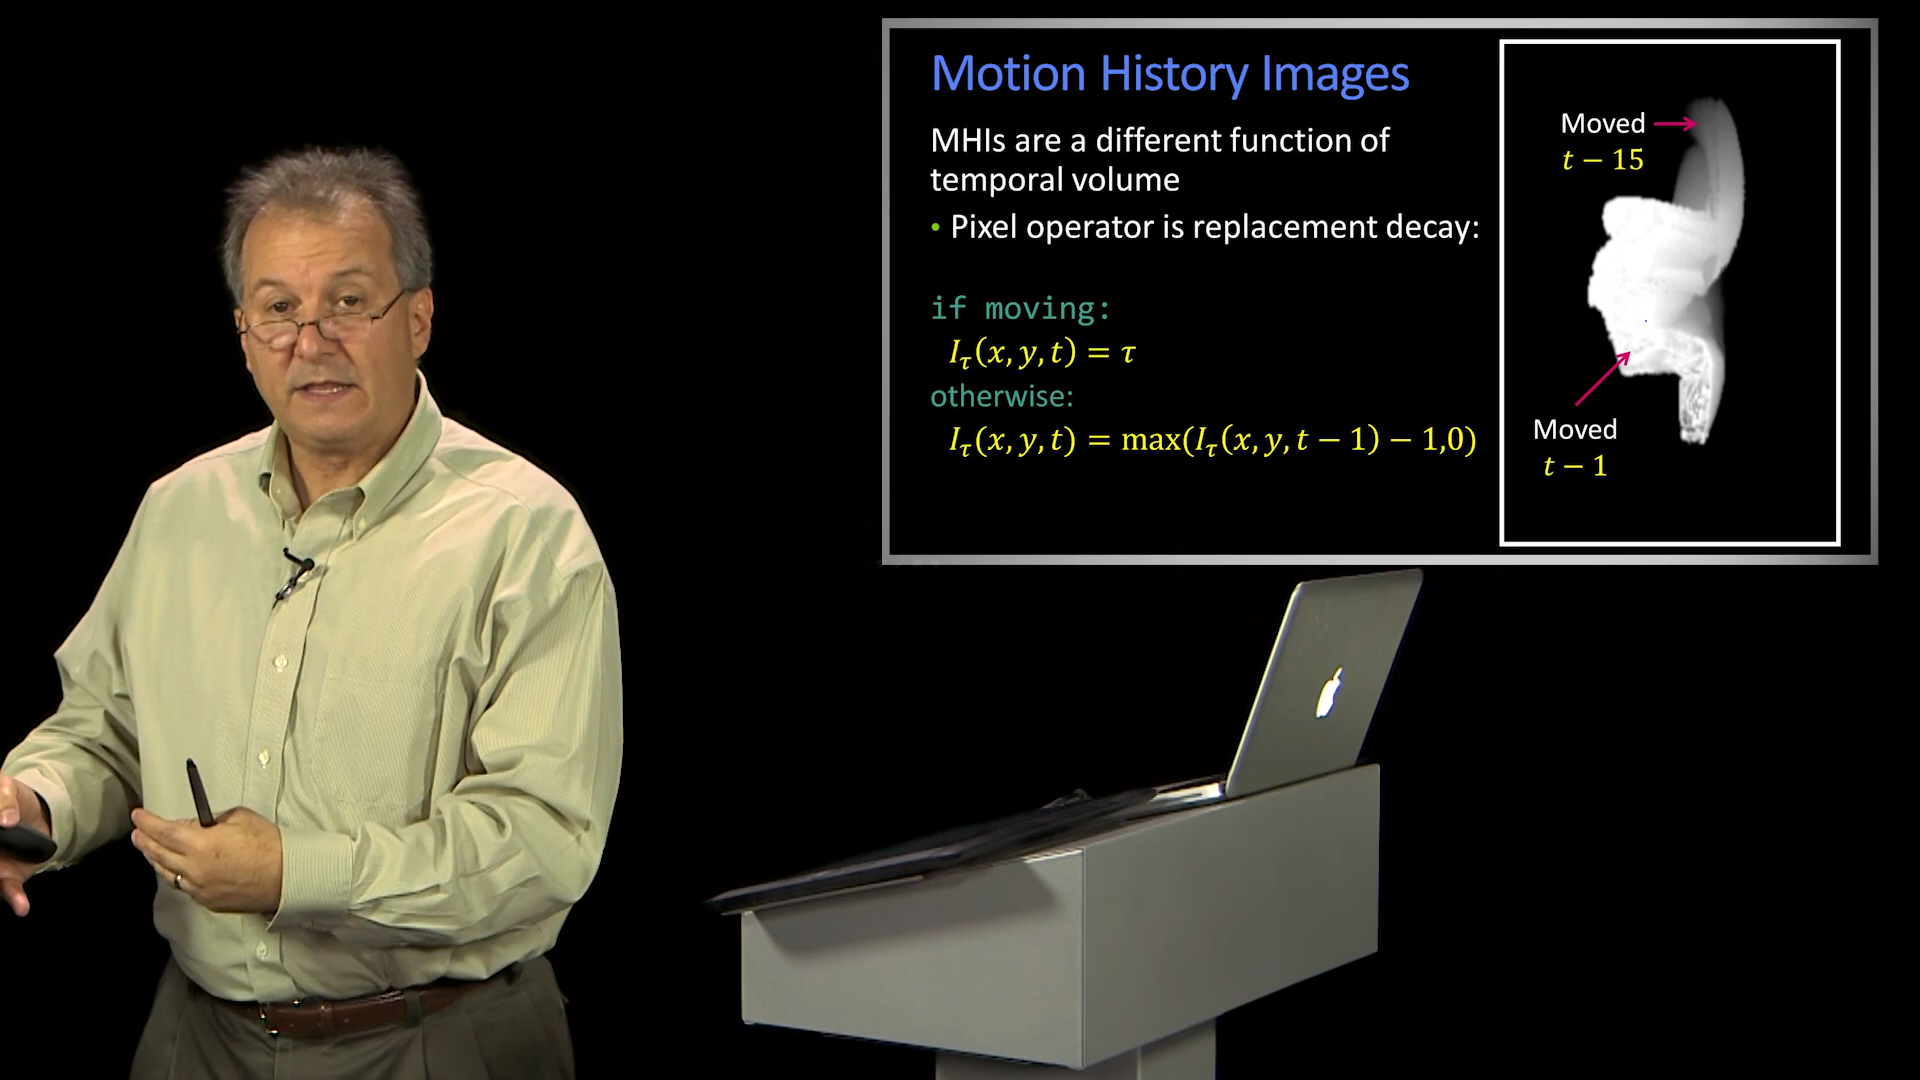 Motion History Images
MHIs are a different function of
temporal volume
• Pixel operator is replacement decay:
if moving:
I_τ(x, y, t) = τ
otherwise:
I_τ(x, y, t) = max(I_τ(x, y, t − 1) − 1,0)
Moved
t − 15
Moved
t − 1